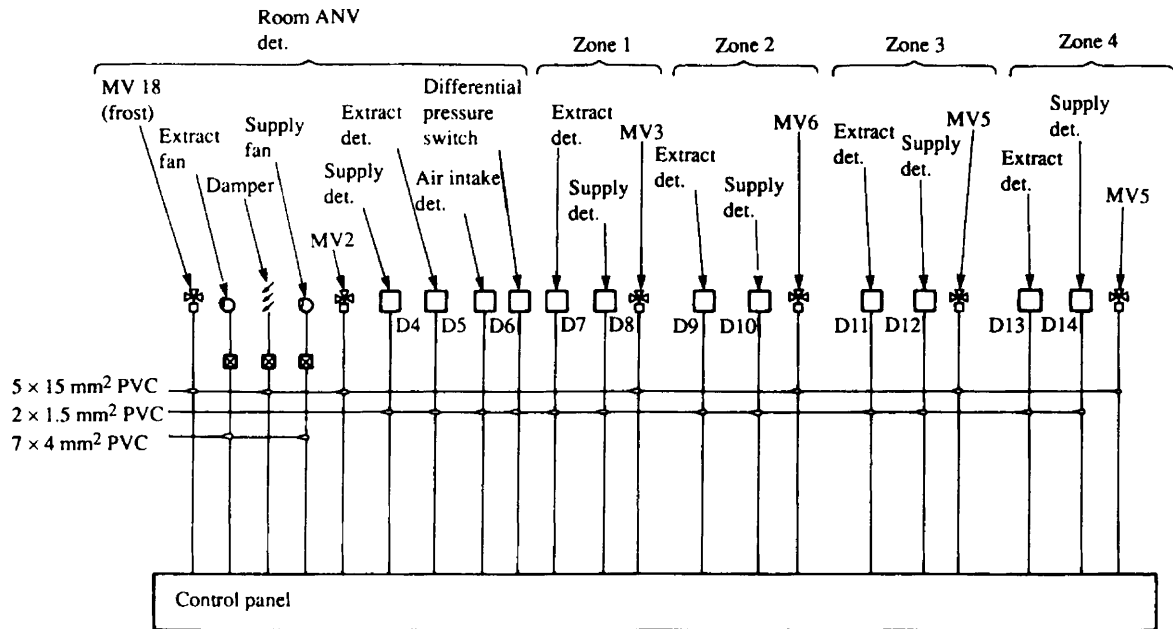 Room ANV
det.
Zone 1
Zone 2
Zone 3
Zone 4
MV 18
(frost)
Extract
fan
Damper
Supply
fan
MV2
Supply
det.
Extract
det.
Air intake
det.
Differential
pressure
switch
Extract
det.
Supply
det.
MV3
Extract
det.
Supply
det.
MV6
Extract
det.
Supply
det.
MV5
Extract
det.
Supply
det.
MV5
D4
D5
D6
D7
D8
D9
D10
D11
D12
D13
D14
5 × 15 mm² PVC
2 × 1.5 mm² PVC
7 × 4 mm² PVC
Control panel